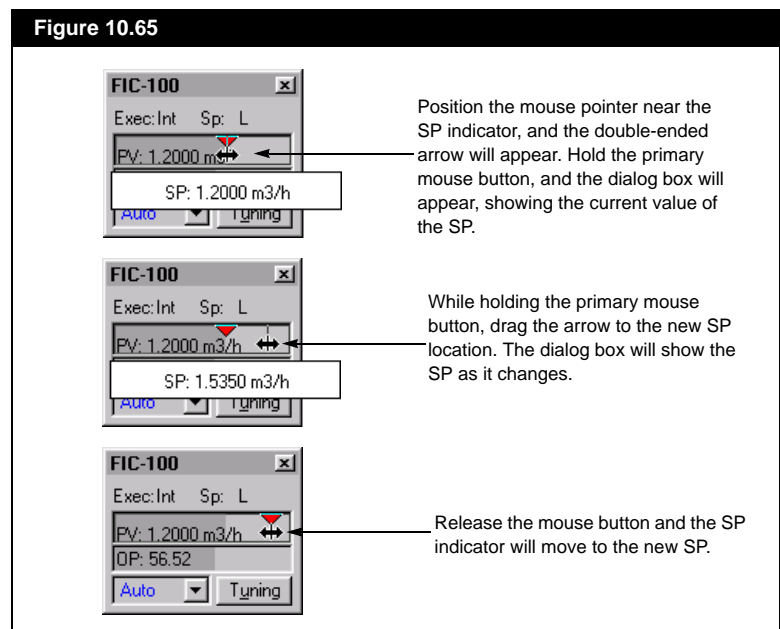 Figure 10.65
FIC-100
Exec:Int Sp: L
PV: 1.2000 m3
SP: 1.2000 m3/h
Auto Tuning
Position the mouse pointer near the
SP indicator, and the double-ended
arrow will appear. Hold the primary
mouse button, and the dialog box will
appear, showing the current value of
the SP.
FIC-100
Exec:Int Sp: L
PV: 1.2000 m3/h
SP: 1.5350 m3/h
Auto Tuning
While holding the primary mouse
button, drag the arrow to the new SP
location. The dialog box will show the
SP as it changes.
FIC-100
Exec:Int Sp: L
PV: 1.2000 m3/h
OP: 56.52
Auto Tuning
Release the mouse button and the SP
indicator will move to the new SP.